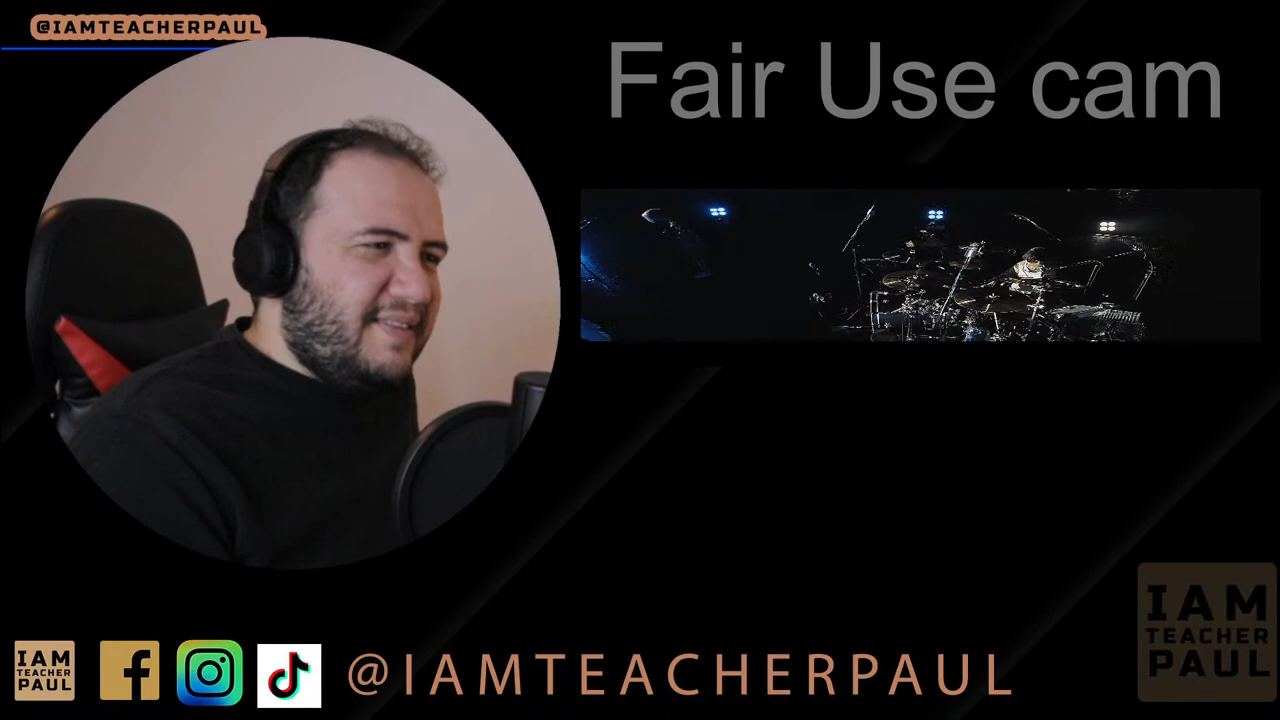 @IAMTEACHERPAUL
Fair Use cam
IAM
TEACHER
PAUL
@IAMTEACHERPAUL
IAM
TEACHER
PAUL